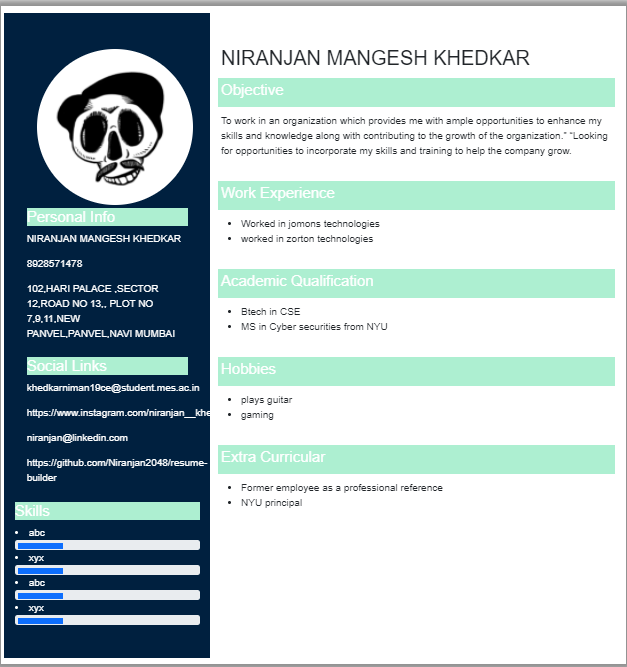 Personal Info
NIRANJAN MANGESH KHEDKAR
8928571478
102,HARI PALACE ,SECTOR
12,ROAD NO 13,, PLOT NO
7,9,11,NEW
PANVEL,PANVEL,NAVI MUMBAI
Social Links
khedkarniman19ce@student.mes.ac.in
https://www.instagram.com/niranjan__khe
niranjan@linkedin.com
https://github.com/Niranjan2048/resume-
builder
Skills
abc
xyx
abc
xyx
NIRANJAN MANGESH KHEDKAR
Objective
To work in an organization which provides me with ample opportunities to enhance my
skills and knowledge along with contributing to the growth of the organization.” “Looking
for opportunities to incorporate my skills and training to help the company grow.
Work Experience
Worked in jomons technologies
worked in zorton technologies
Academic Qualification
Btech in CSE
MS in Cyber securities from NYU
Hobbies
plays guitar
gaming
Extra Curricular
Former employee as a professional reference
NYU principal